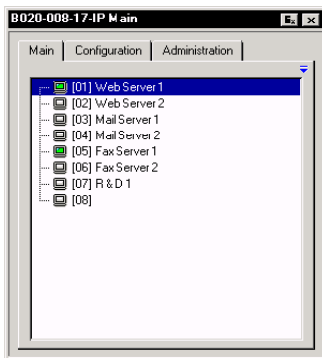 B020-008-17-IP Main
Main Configuration Administration
[01] Web Server 1
[02] Web Server 2
[03] Mail Server 1
[04] Mail Server 2
[05] Fax Server 1
[06] Fax Server 2
[07] R & D 1
[08]